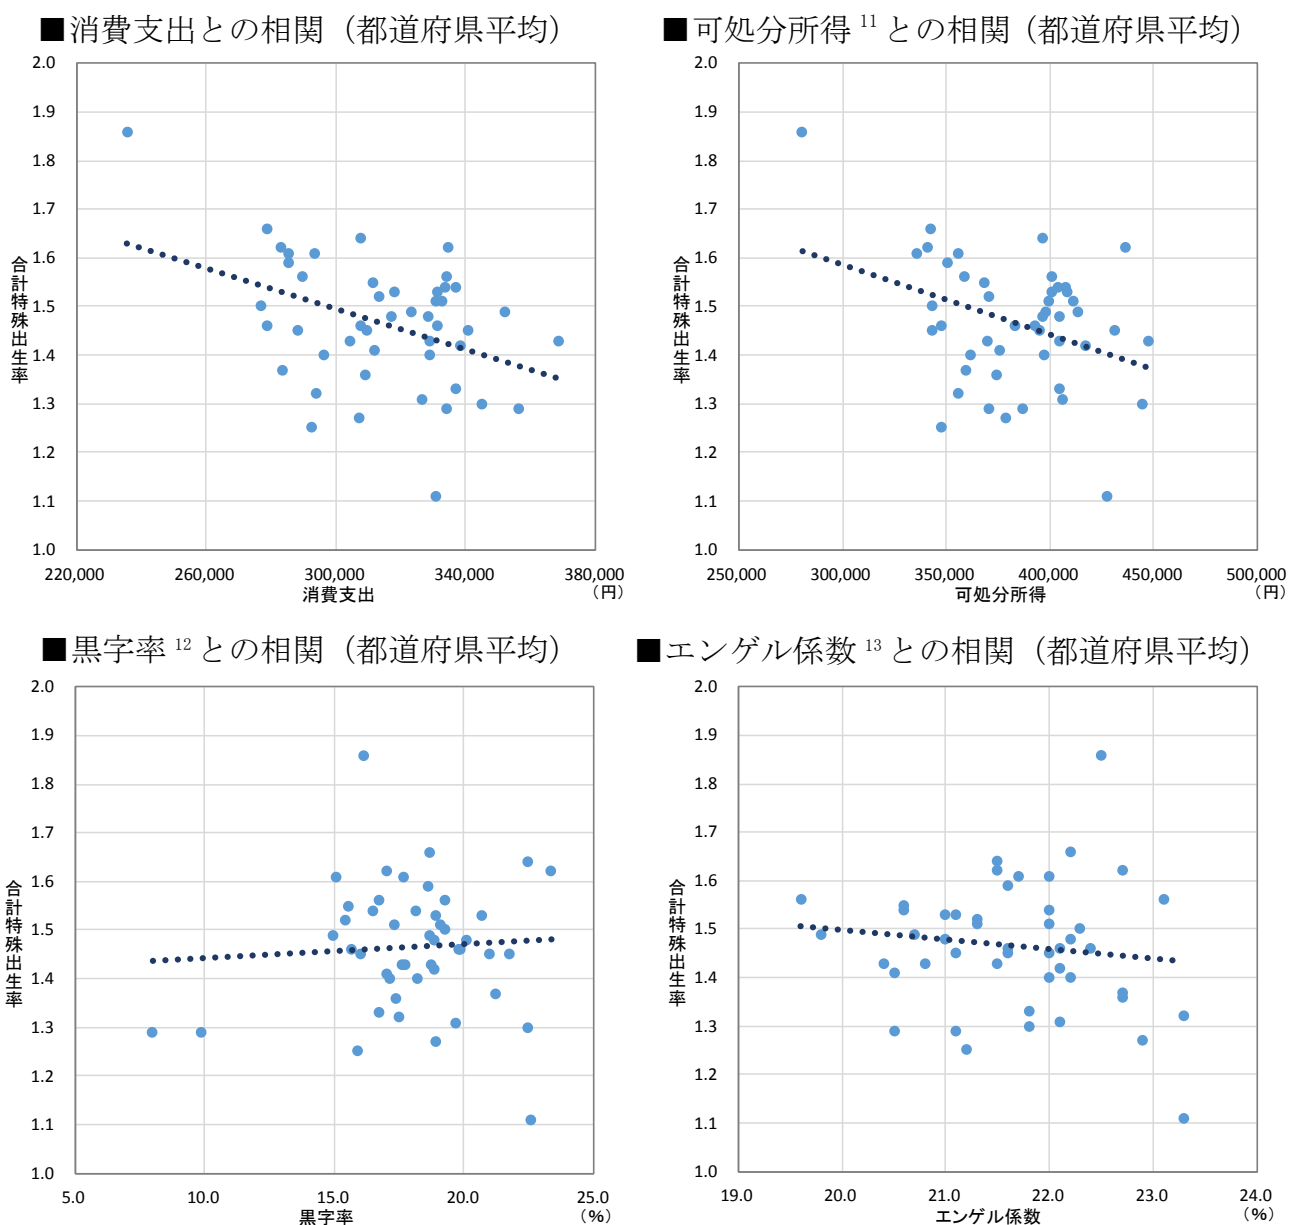 ■消費支出との相関（都道府県平均）
2.0
1.9
1.8
1.7
1.6
1.5
1.4
1.3
1.2
1.1
1.0
合計特殊出生率
220,000 260,000 300,000 340,000 380,000
消費支出
（円）
■可処分所得11との相関（都道府県平均）
2.0
1.9
1.8
1.7
1.6
1.5
1.4
1.3
1.2
1.1
1.0
合計特殊出生率
250,000 300,000 350,000 400,000 450,000 500,000
可処分所得
（円）
■黒字率12との相関（都道府県平均）
2.0
1.9
1.8
1.7
1.6
1.5
1.4
1.3
1.2
1.1
1.0
合計特殊出生率
5.0 10.0 15.0 20.0 25.0
黒字率
（%）
■エンゲル係数13との相関（都道府県平均）
2.0
1.9
1.8
1.7
1.6
1.5
1.4
1.3
1.2
1.1
1.0
合計特殊出生率
19.0 20.0 21.0 22.0 23.0 24.0
エンゲル係数
（%）